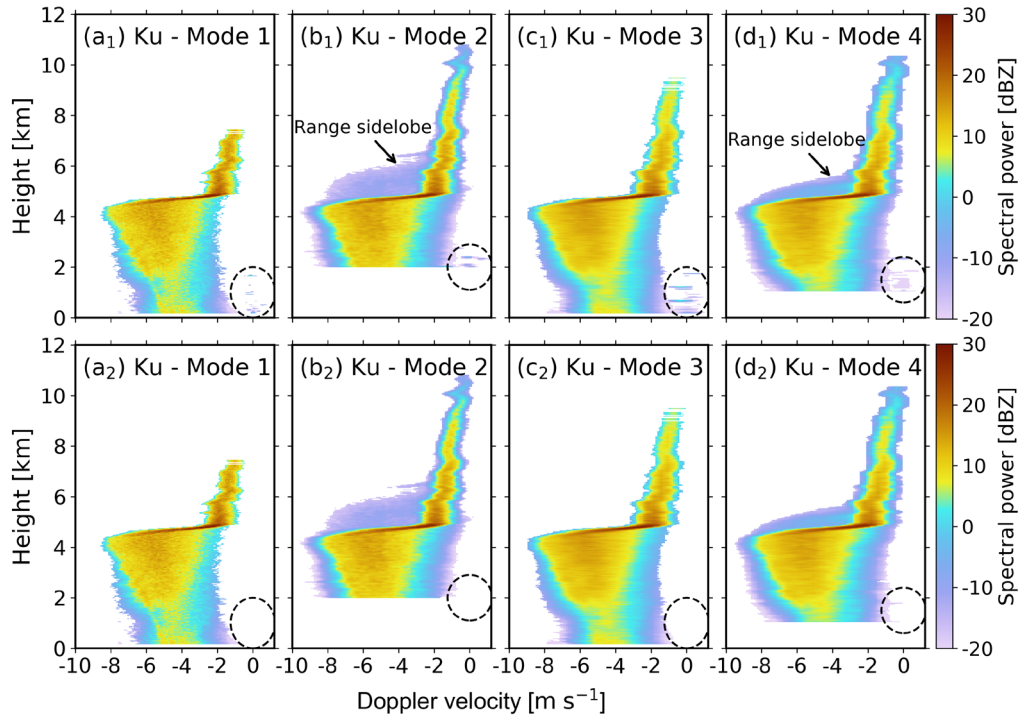 (a₁) Ku - Mode 1
(b₁) Ku - Mode 2
(c₁) Ku - Mode 3
(d₁) Ku - Mode 4
Range sidelobe
Range sidelobe
Height [km]
12
10
8
6
4
2
0
30
20
10
0
-10
-20
Spectral power [dBZ]
(a₂) Ku - Mode 1
(b₂) Ku - Mode 2
(c₂) Ku - Mode 3
(d₂) Ku - Mode 4
Height [km]
12
10
8
6
4
2
0
30
20
10
0
-10
-20
Spectral power [dBZ]
-10 -8 -6 -4 -2 0
-10 -8 -6 -4 -2 0
-10 -8 -6 -4 -2 0
-10 -8 -6 -4 -2 0
Doppler velocity [m s⁻¹]